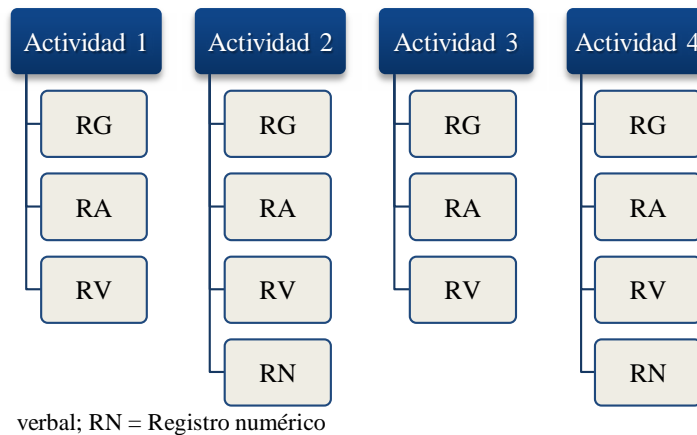 Actividad 1
RG
RA
RV
Actividad 2
RG
RA
RV
RN
Actividad 3
RG
RA
RV
Actividad 4
RG
RA
RV
RN
verbal; RN = Registro numérico